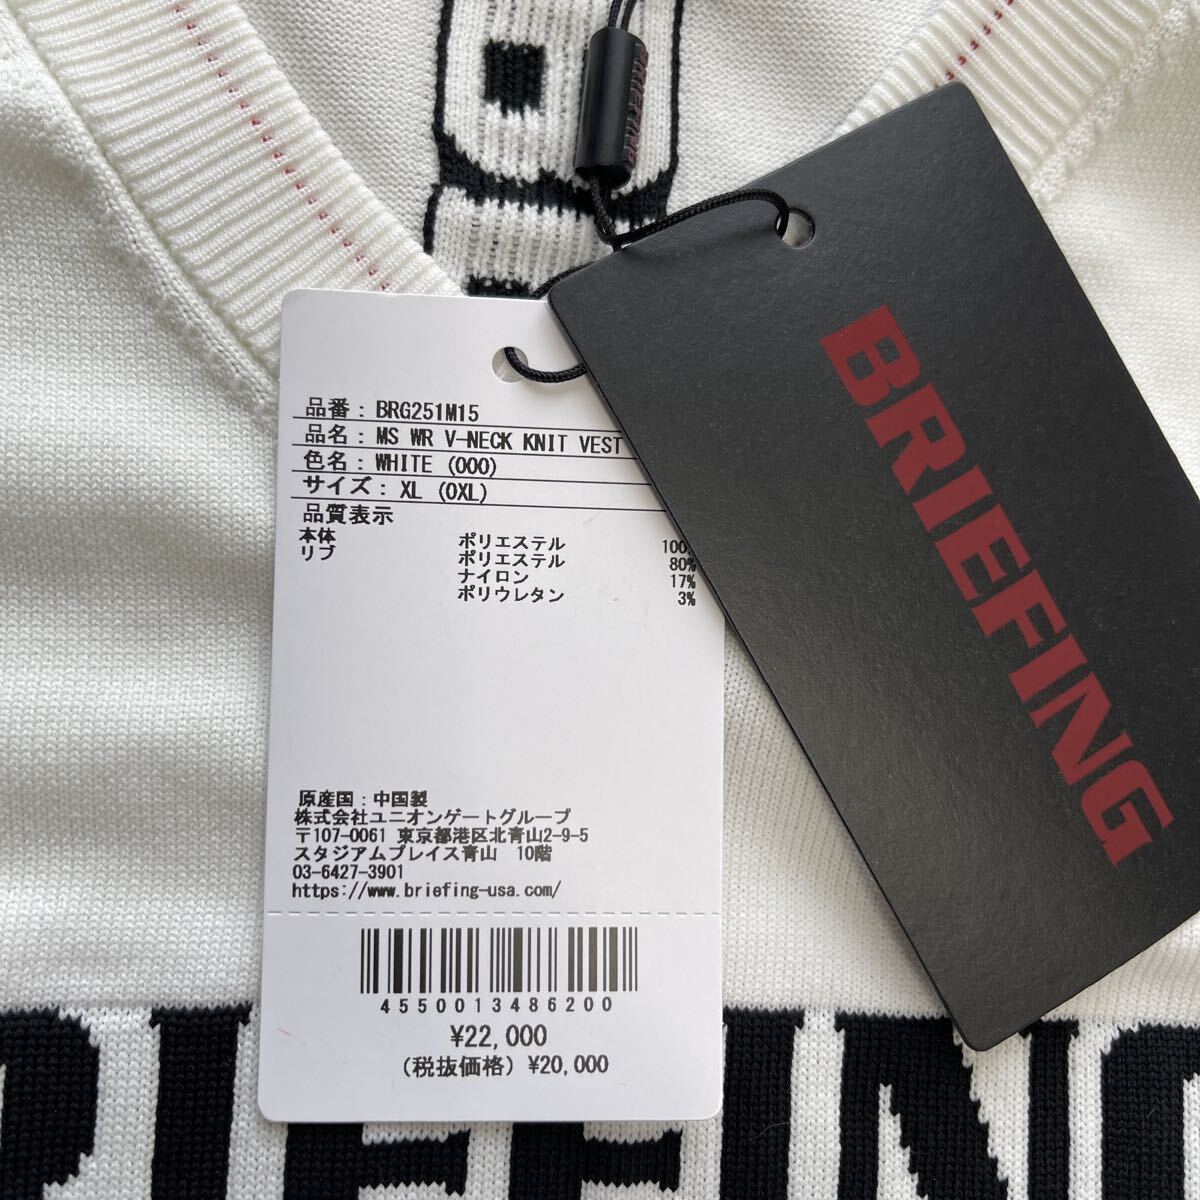 BRIEFING
BRIEFING
品番：BRG251M15
品名：MS WR V-NECK KNIT VEST
色名：WHITE (000)
サイズ：XL (0XL)
品質表示
本体 ポリエステル 100%
リブ ポリエステル 80%
ナイロン 17%
ポリウレタン 3%
原産国：中国製
株式会社ユニオンゲートグループ
〒107-0061 東京都港区北青山2-9-5
スタジアムプレイス青山 10階
03-6427-3901
https://www.briefing-usa.com/
4550013486200
¥22,000
(税抜価格) ¥20,000
RIEFING